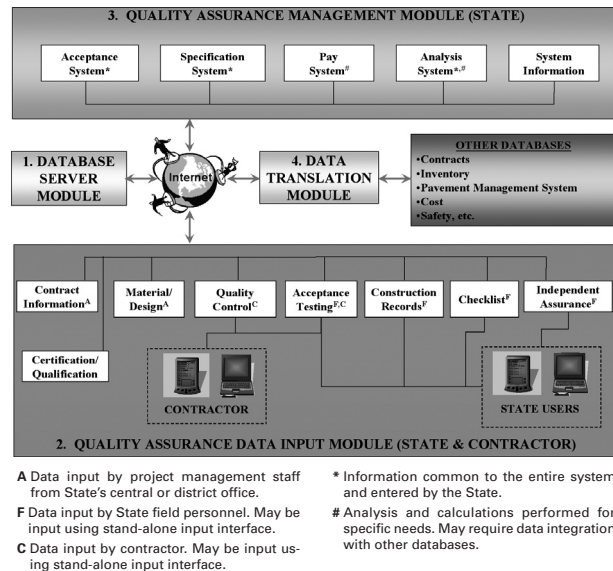 3. QUALITY ASSURANCE MANAGEMENT MODULE (STATE)
Acceptance
System*
Specification
System*
Pay
System#
Analysis
System*,#
System
Information
1. DATABASE
SERVER
MODULE
Internet
4. DATA
TRANSLATION
MODULE
OTHER DATABASES
•Contracts
•Inventory
•Pavement Management System
•Cost
•Safety, etc.
Contract
InformationA
Material/
DesignA
Quality
ControlC
Acceptance
TestingF,C
Construction
RecordsF
ChecklistF
Independent
AssuranceF
Certification/
Qualification
CONTRACTOR
STATE USERS
2. QUALITY ASSURANCE DATA INPUT MODULE (STATE & CONTRACTOR)
A Data input by project management staff
from State's central or district office.
F Data input by State field personnel. May be
input using stand-alone input interface.
C Data input by contractor. May be input us-
ing stand-alone input interface.
* Information common to the entire system
and entered by the State.
# Analysis and calculations performed for
specific needs. May require data integration
with other databases.